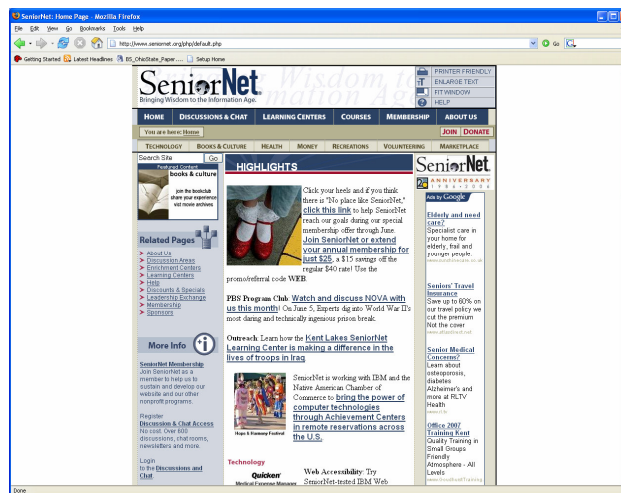 SeniorNet: Home Page - Mozilla Firefox
File Edit View Go Bookmarks Tools Help
http://www.seniornet.org/php/default.php
Go
Getting Started Latest Headlines BS_OhioState_Paper.... Setup Home
SeniorNet
Bringing Wisdom to the Information Age.
PRINTER FRIENDLY
ENLARGE TEXT
FIT WINDOW
HELP
HOME DISCUSSIONS & CHAT LEARNING CENTERS COURSES MEMBERSHIP ABOUT US
You are here: Home
JOIN DONATE
TECHNOLOGY BOOKS & CULTURE HEALTH MONEY RECREATIONS VOLUNTEERING MARKETPLACE
Search Site Go
Featured Content
books & culture
join the bookclub
share your experience
visit movie archives
Related Pages
About Us
Discussion Areas
Enrichment Centers
Learning Centers
Help
Discounts & Specials
Leadership Exchange
Membership
Sponsors
More Info
SeniorNet Membership
Join SeniorNet as a
member to help us to
sustain and develop our
website and our other
nonprofit programs.
Register
Discussion & Chat Access
No cost. Over 600
discussions, chat rooms,
newsletters and more.
Login
to the Discussions and
Chat.
HIGHLIGHTS
Click your heels and if you think
there is "No place like SeniorNet,"
click this link to help SeniorNet
reach our goals during our special
membership offer through June.
Join SeniorNet or extend
your annual membership for
just $25, a $15 savings off the
regular $40 rate! Use the
promo/referral code WEB.
PBS Program Club: Watch and discuss NOVA with
us this month! On June 5, Experts dig into World War II's
most daring and technically ingenious prison break.
Outreach: Learn how the Kent Lakes SeniorNet
Learning Center is making a difference in the
lives of troops in Iraq
Hopa & Ramsey Festival
SeniorNet is working with IBM and the
Native American Chamber of
Commerce to bring the power of
computer technologies
through Achievement Centers
in remote reservations across
the U.S.
Technology
Quicken
Medical Expense Manager
Web Accessibility: Try
SeniorNet-tested IBM Web
SeniorNet
20 ANNIVERSARY
1986-2006
Ads by Google
Elderly and need
care?
Specialist care in
your home for
elderly, frail and
younger people.
Seniors' Travel
Insurance
Save up to 60% on
our travel policy we
cut the premium
Not the cover
Senior Medical
Concerns?
Learn about
osteoporosis,
diabetes
Alzheimer's and
more at RLTV
Health
Office 2007
Training Kent
Quality Training in
Small Groups
Friendly
Atmosphere - All
Levels
Done